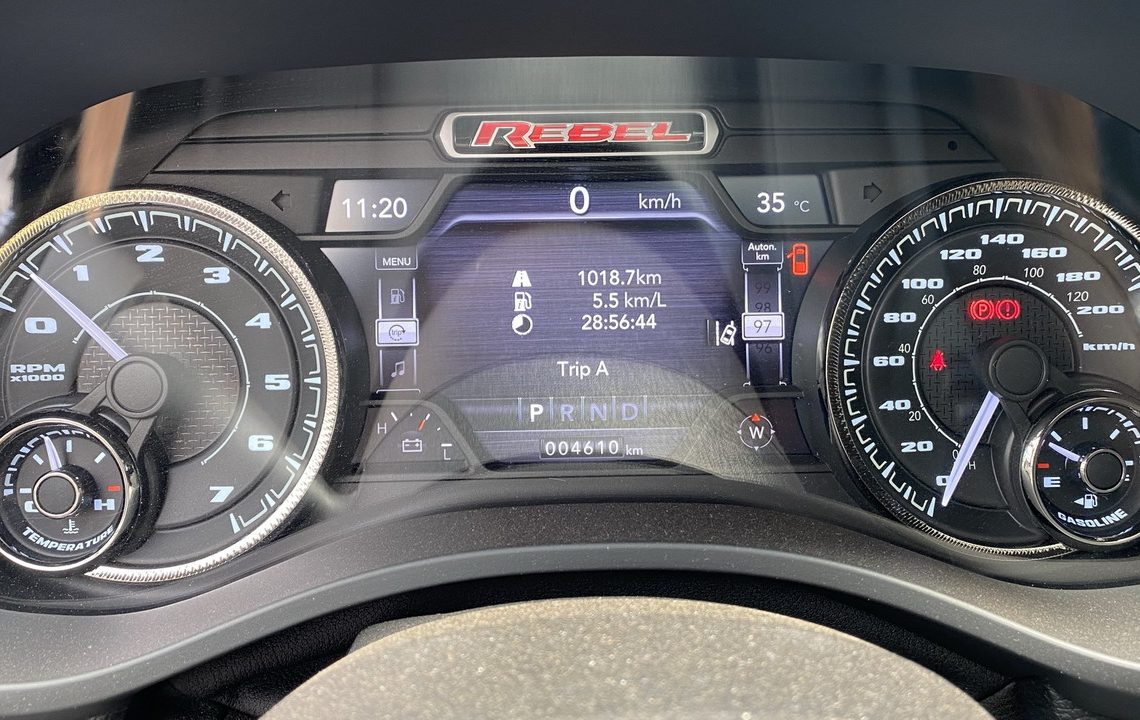 REBEL
11:20
0 km/h
35 °C
MENU
Auton.
km
1018.7km
5.5 km/L
28:56:44
trip
99
98
97
96
Trip A
P R N D
004610 km
H L
W
0 1 2 3 4 5 6 7
RPM
X1000
C H
TEMPERATURE
0 20 40 60 80 100 120 140 160 180 200
km/h
0 20 40 60 80 100 120
P !
E
GASOLINE